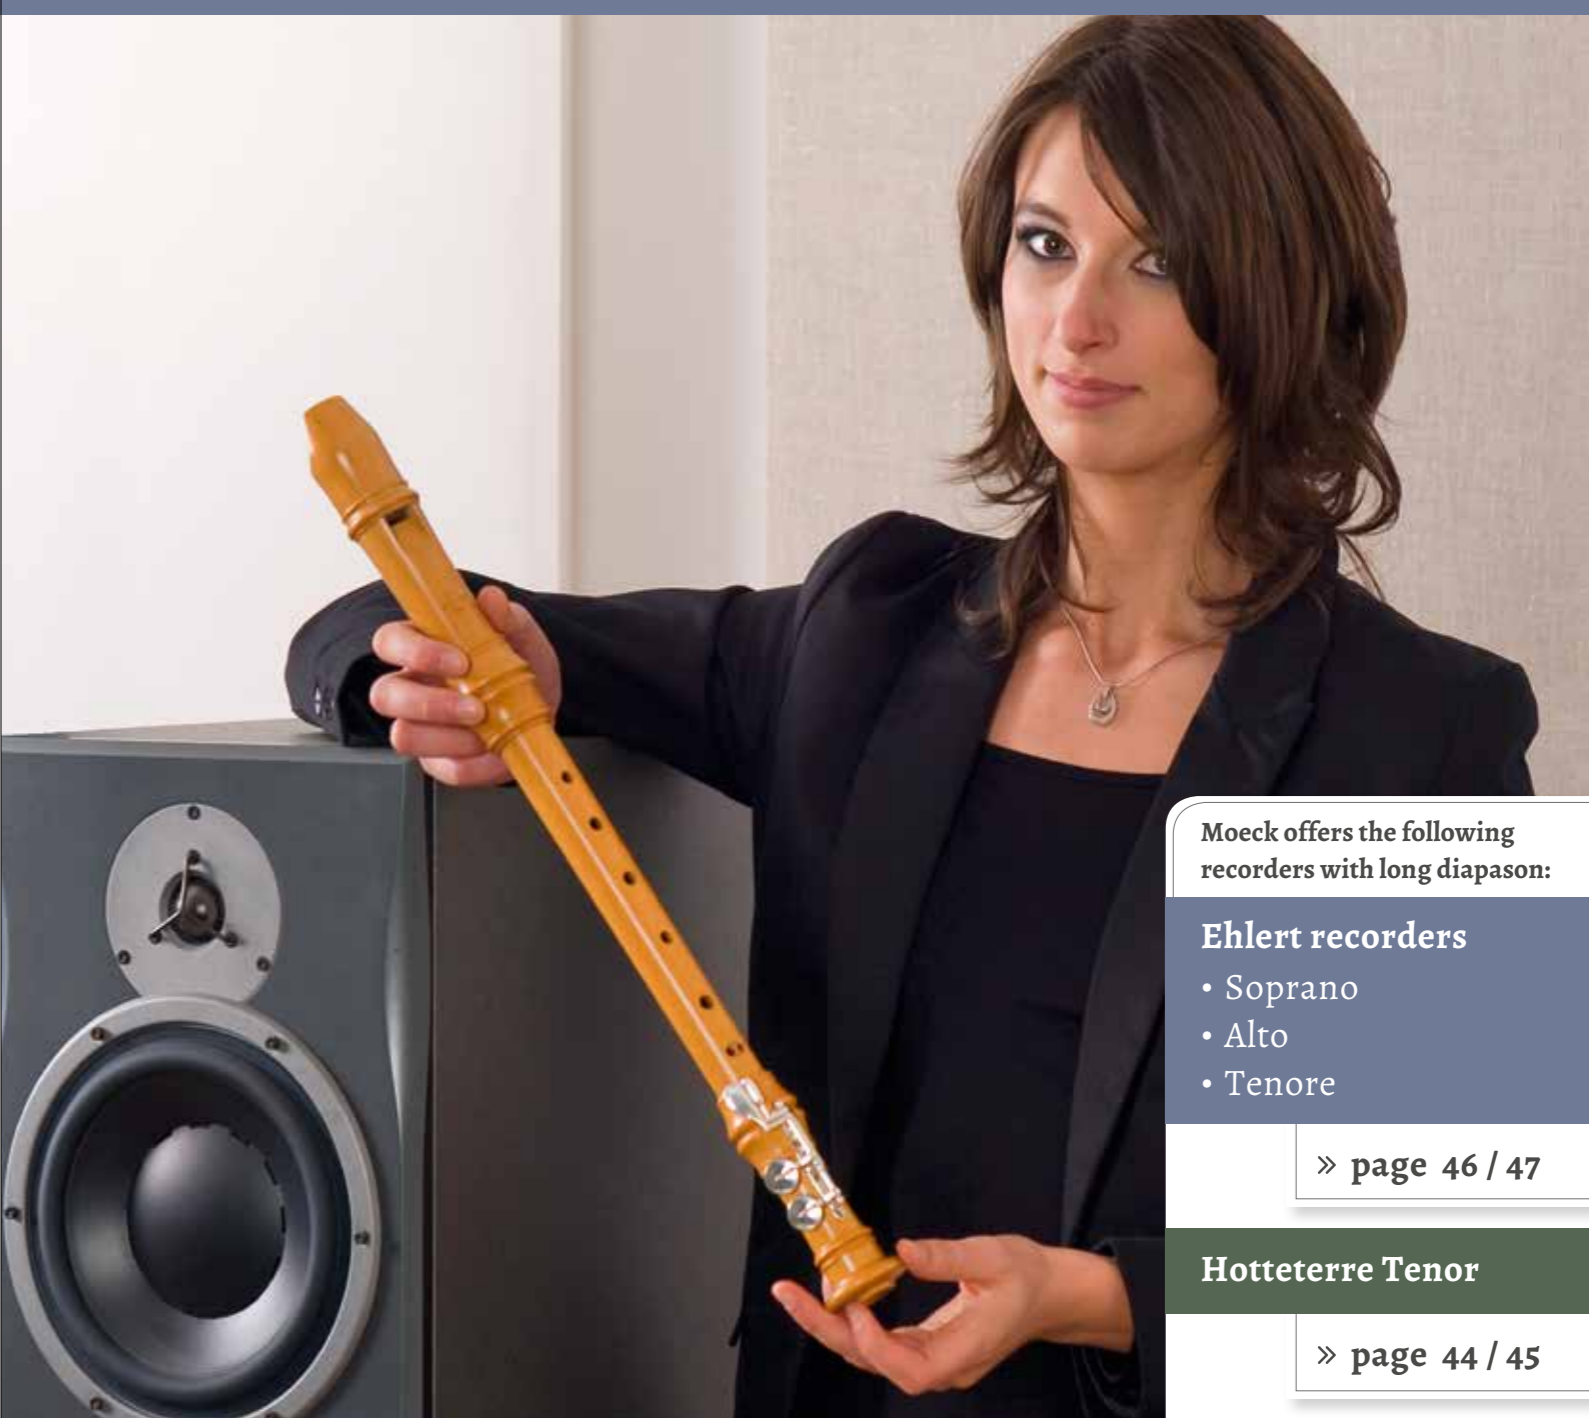 Moeck offers the following
recorders with long diapason:
Ehlert recorders
• Soprano
• Alto
• Tenore
» page 46 / 47
Hotteterre Tenor
» page 44 / 45